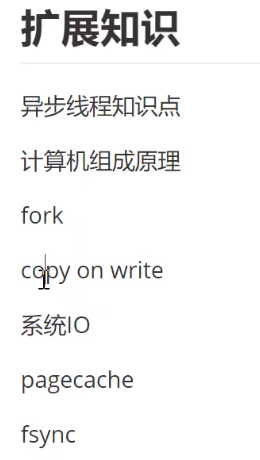 扩展知识
异步线程知识点
计算机组成原理
fork
copy on write
系统IO
pagecache
fsync